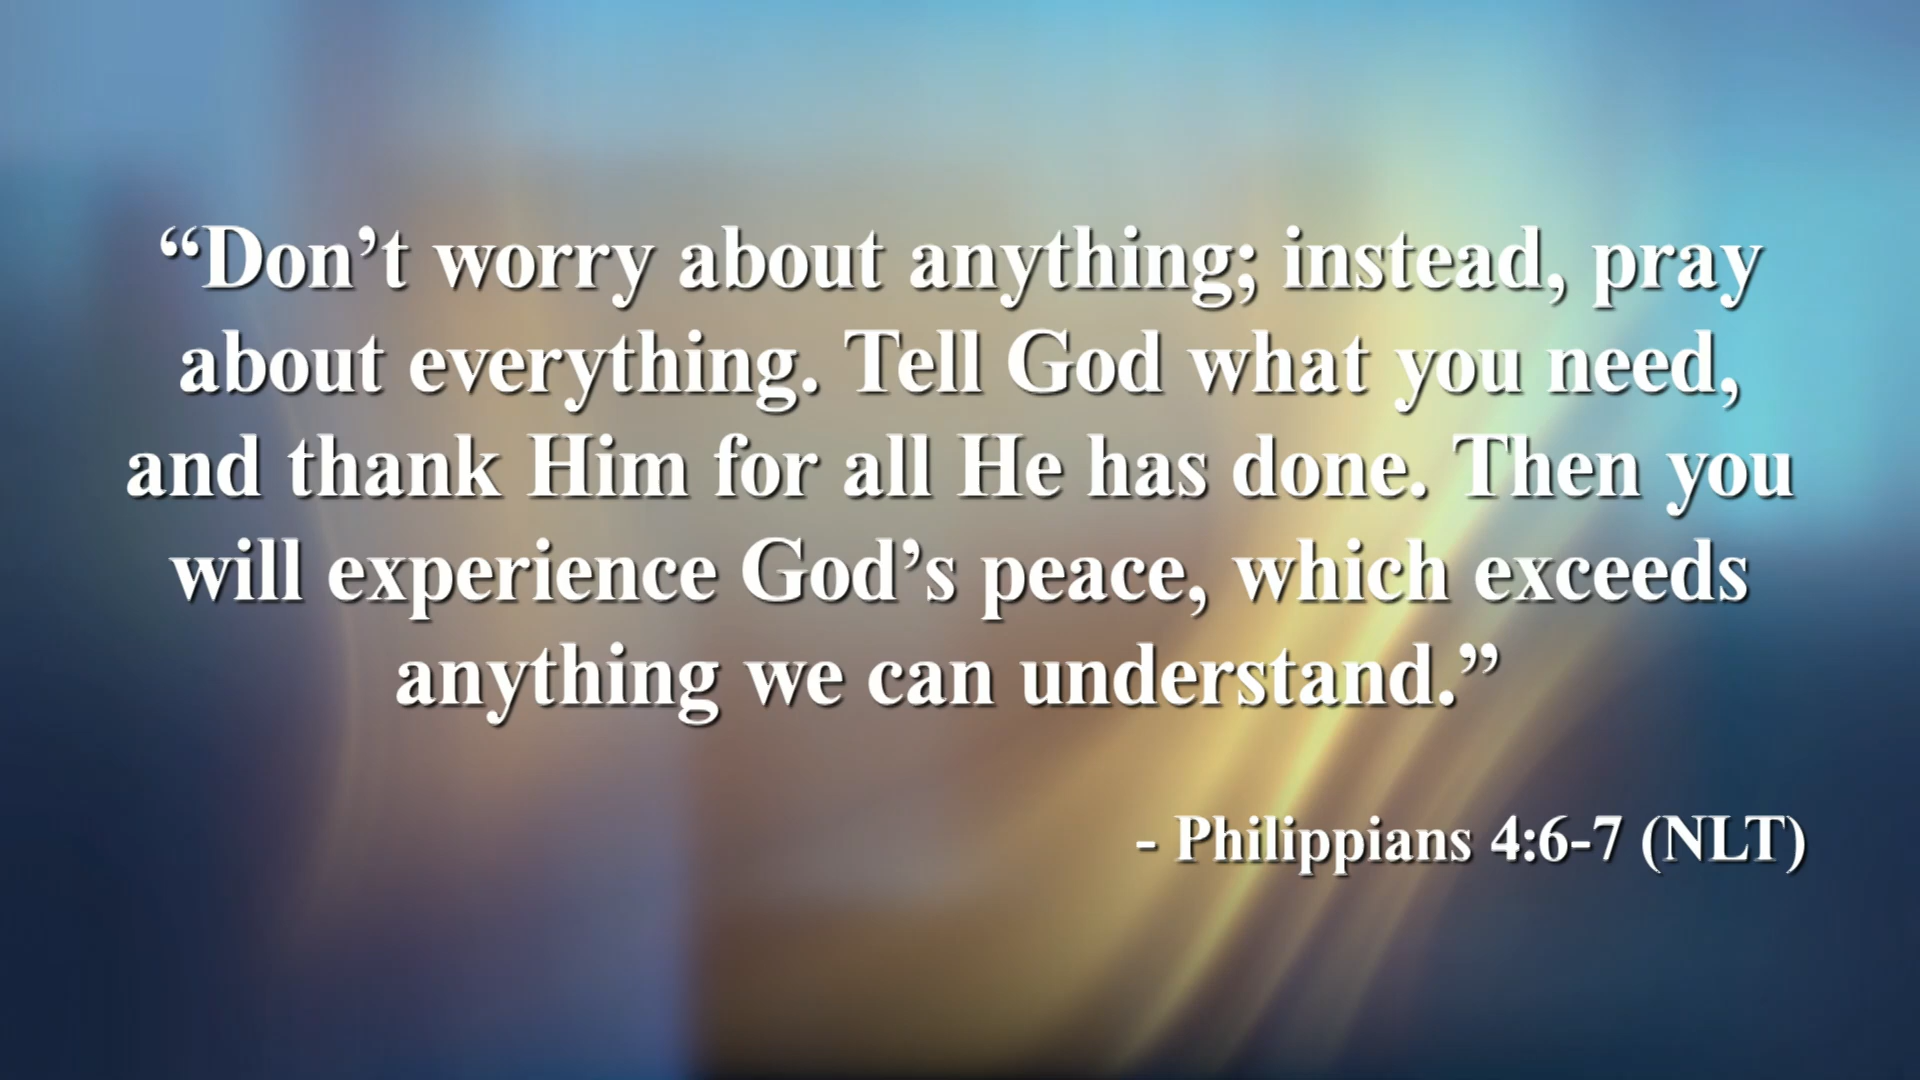 “Don’t worry about anything; instead, pray
about everything. Tell God what you need,
and thank Him for all He has done. Then you
will experience God’s peace, which exceeds
anything we can understand.”
- Philippians 4:6-7 (NLT)